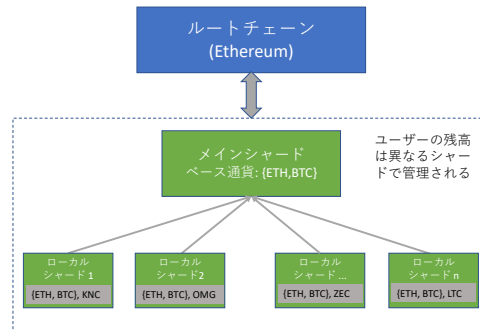 ルートチェーン
(Ethereum)
メインシャード
ベース通貨: {ETH,BTC}
ユーザーの残高
は異なるシャー
ドで管理される
ローカル
シャード1
{ETH, BTC}, KNC
ローカル
シャード2
{ETH, BTC}, OMG
ローカル
シャード...
{ETH, BTC}, ZEC
ローカル
シャード n
{ETH, BTC}, LTC